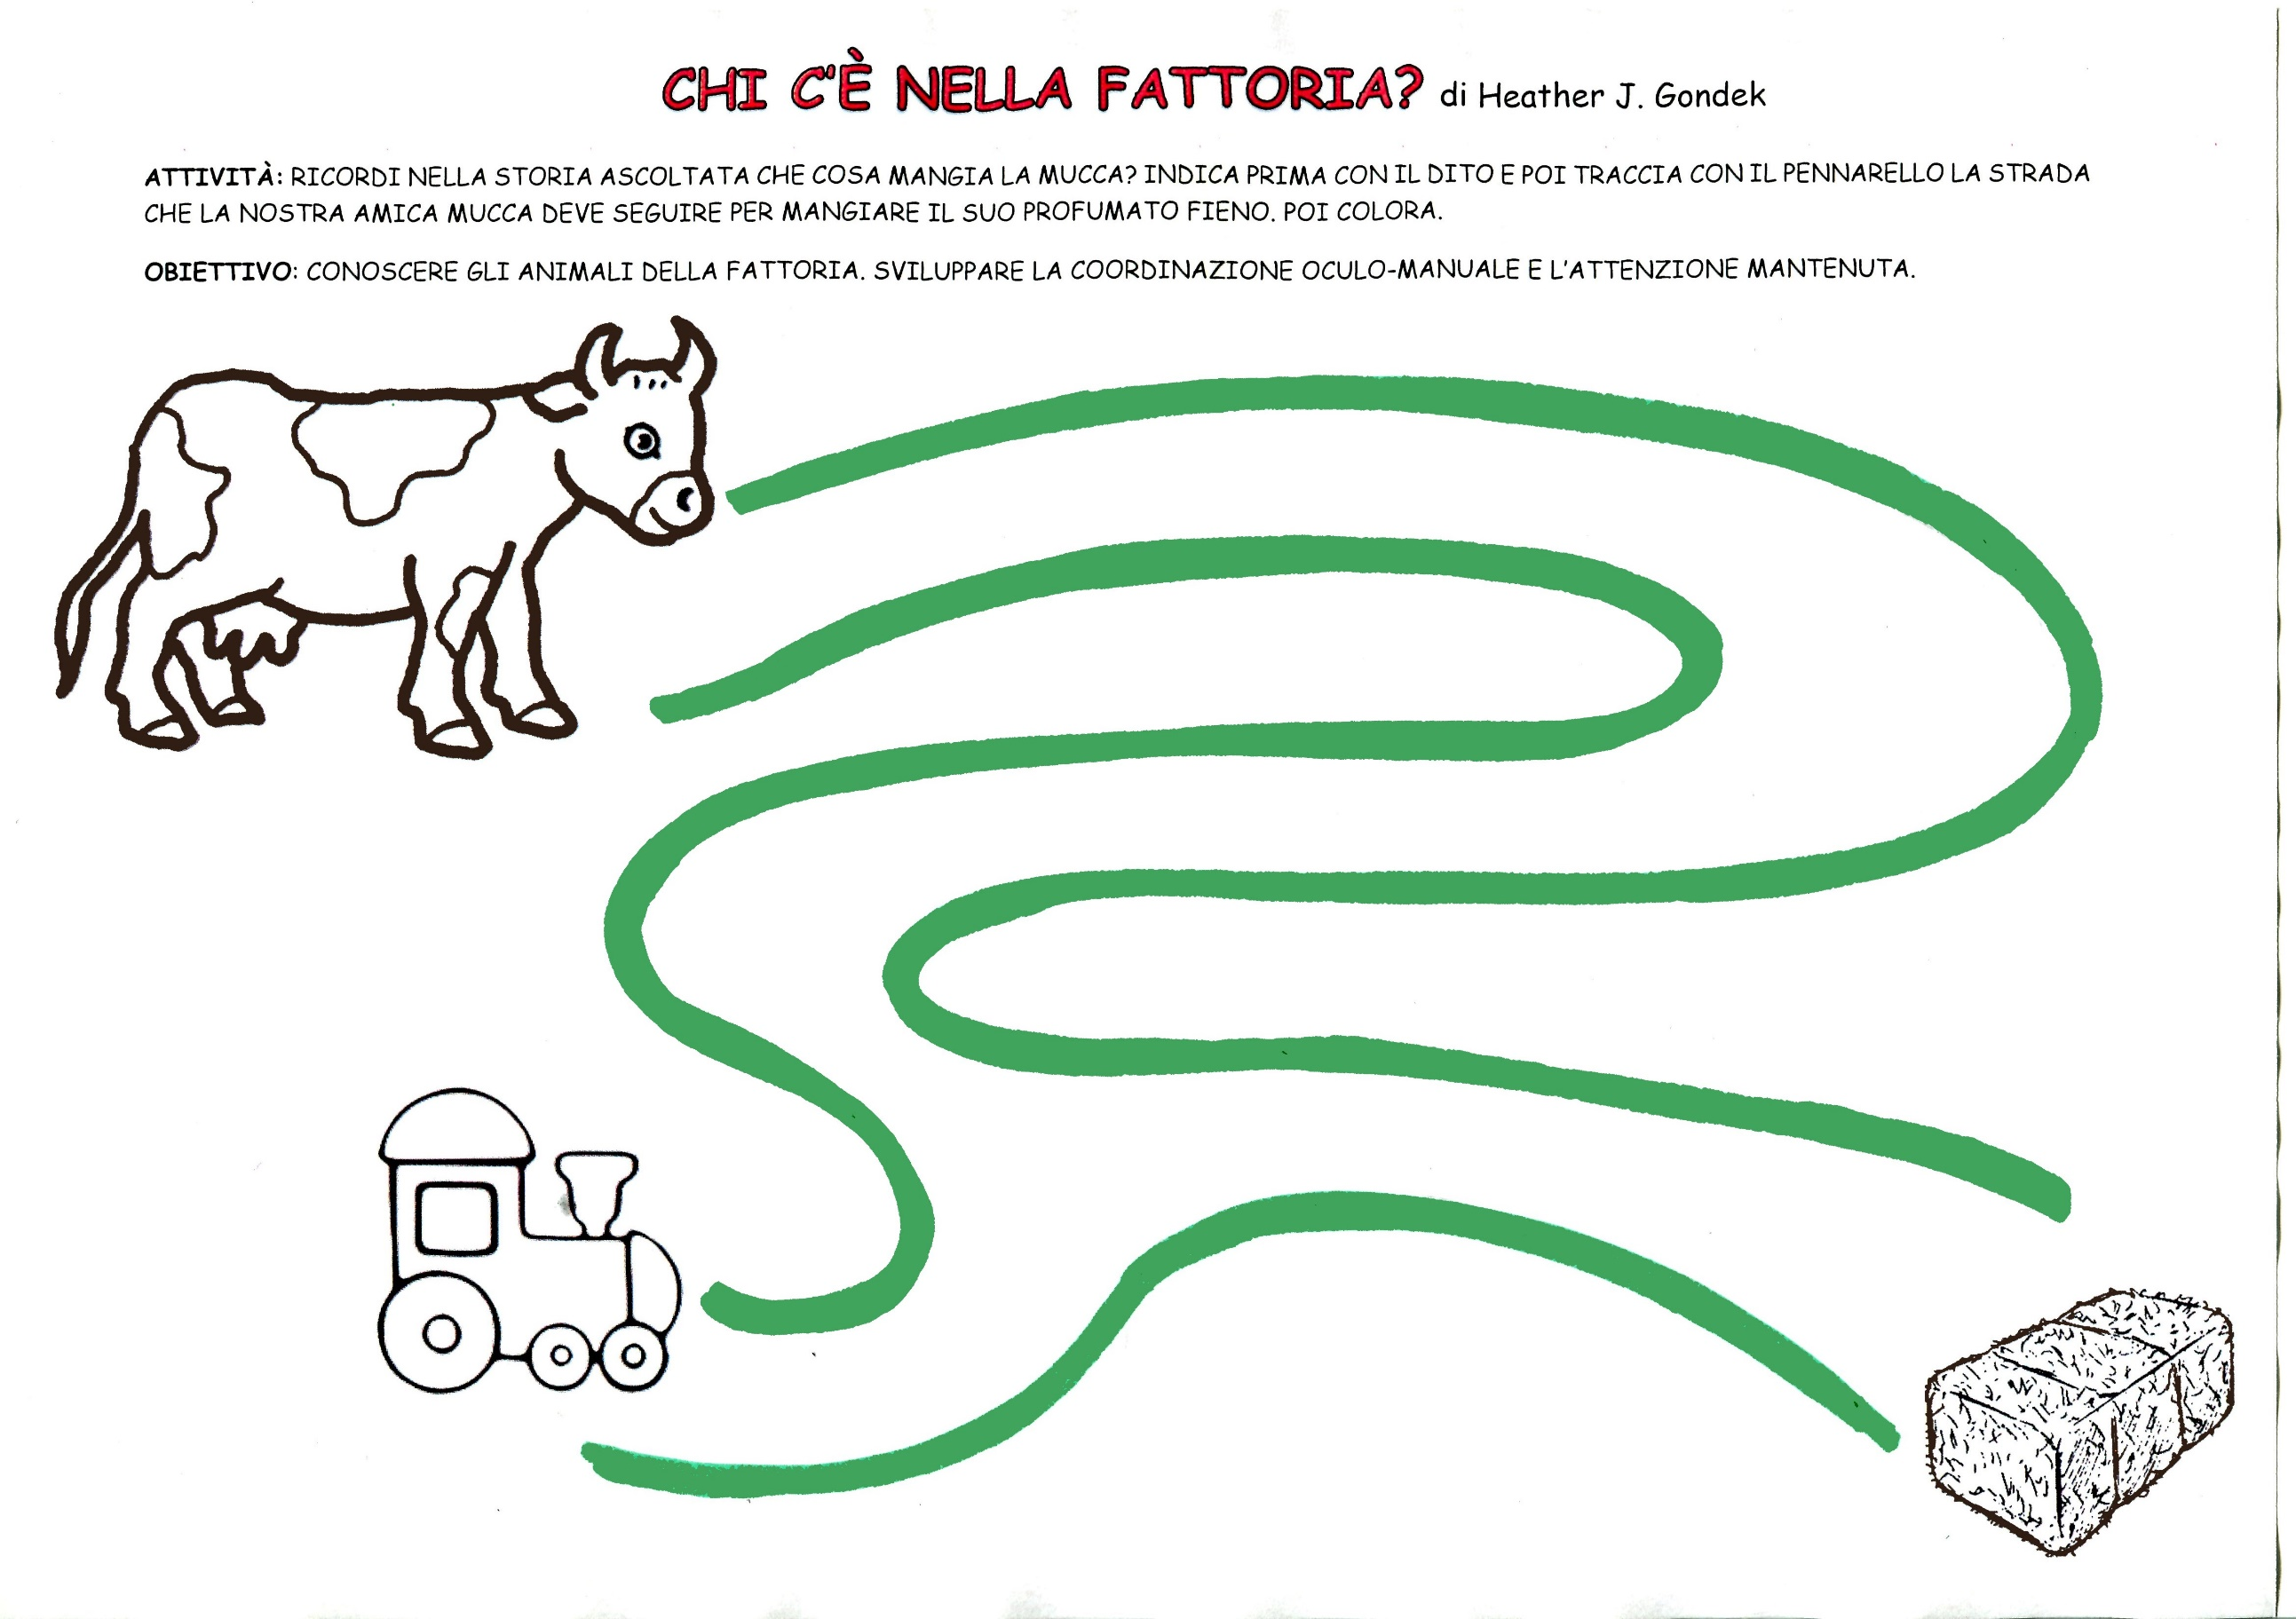 CHI C'È NELLA FATTORIA? di Heather J. Gondek
ATTIVITÀ: RICORDI NELLA STORIA ASCOLTATA CHE COSA MANGIA LA MUCCA? INDICA PRIMA CON IL DITO E POI TRACCIA CON IL PENNARELLO LA STRADA
CHE LA NOSTRA AMICA MUCCA DEVE SEGUIRE PER MANGIARE IL SUO PROFUMATO FIENO. POI COLORA.
OBIETTIVO: CONOSCERE GLI ANIMALI DELLA FATTORIA. SVILUPPARE LA COORDINAZIONE OCULO-MANUALE E L'ATTENZIONE MANTENUTA.